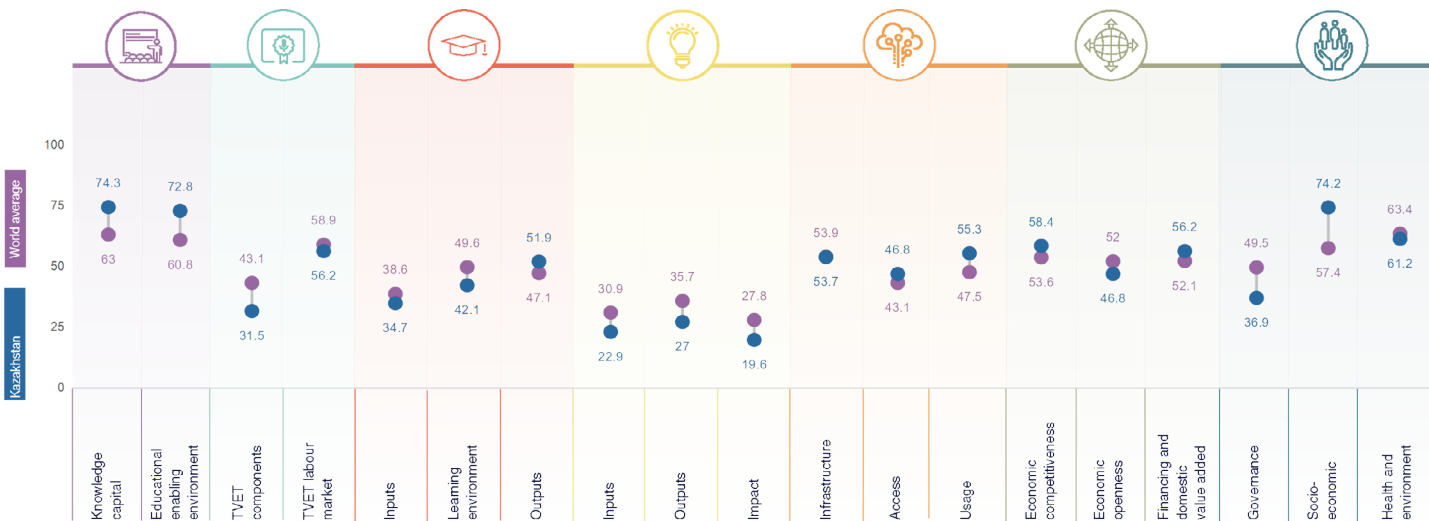 100
75
50
25
0
World average
Kazakhstan
74.3
63
72.8
60.8
43.1
31.5
58.9
56.2
38.6
34.7
49.6
42.1
51.9
47.1
30.9
22.9
35.7
27
27.8
19.6
53.9
53.7
46.8
43.1
55.3
47.5
58.4
53.6
52
46.8
56.2
52.1
49.5
36.9
74.2
57.4
63.4
61.2
Knowledge
capital
Educational
enabling
environment
TVET
components
TVET labour
market
Inputs
Learning
environment
Outputs
Inputs
Outputs
Impact
Infrastructure
Access
Usage
Economic
competitiveness
Economic
openness
Financing and
domestic
value added
Governance
Socio-
economic
Health and
environment